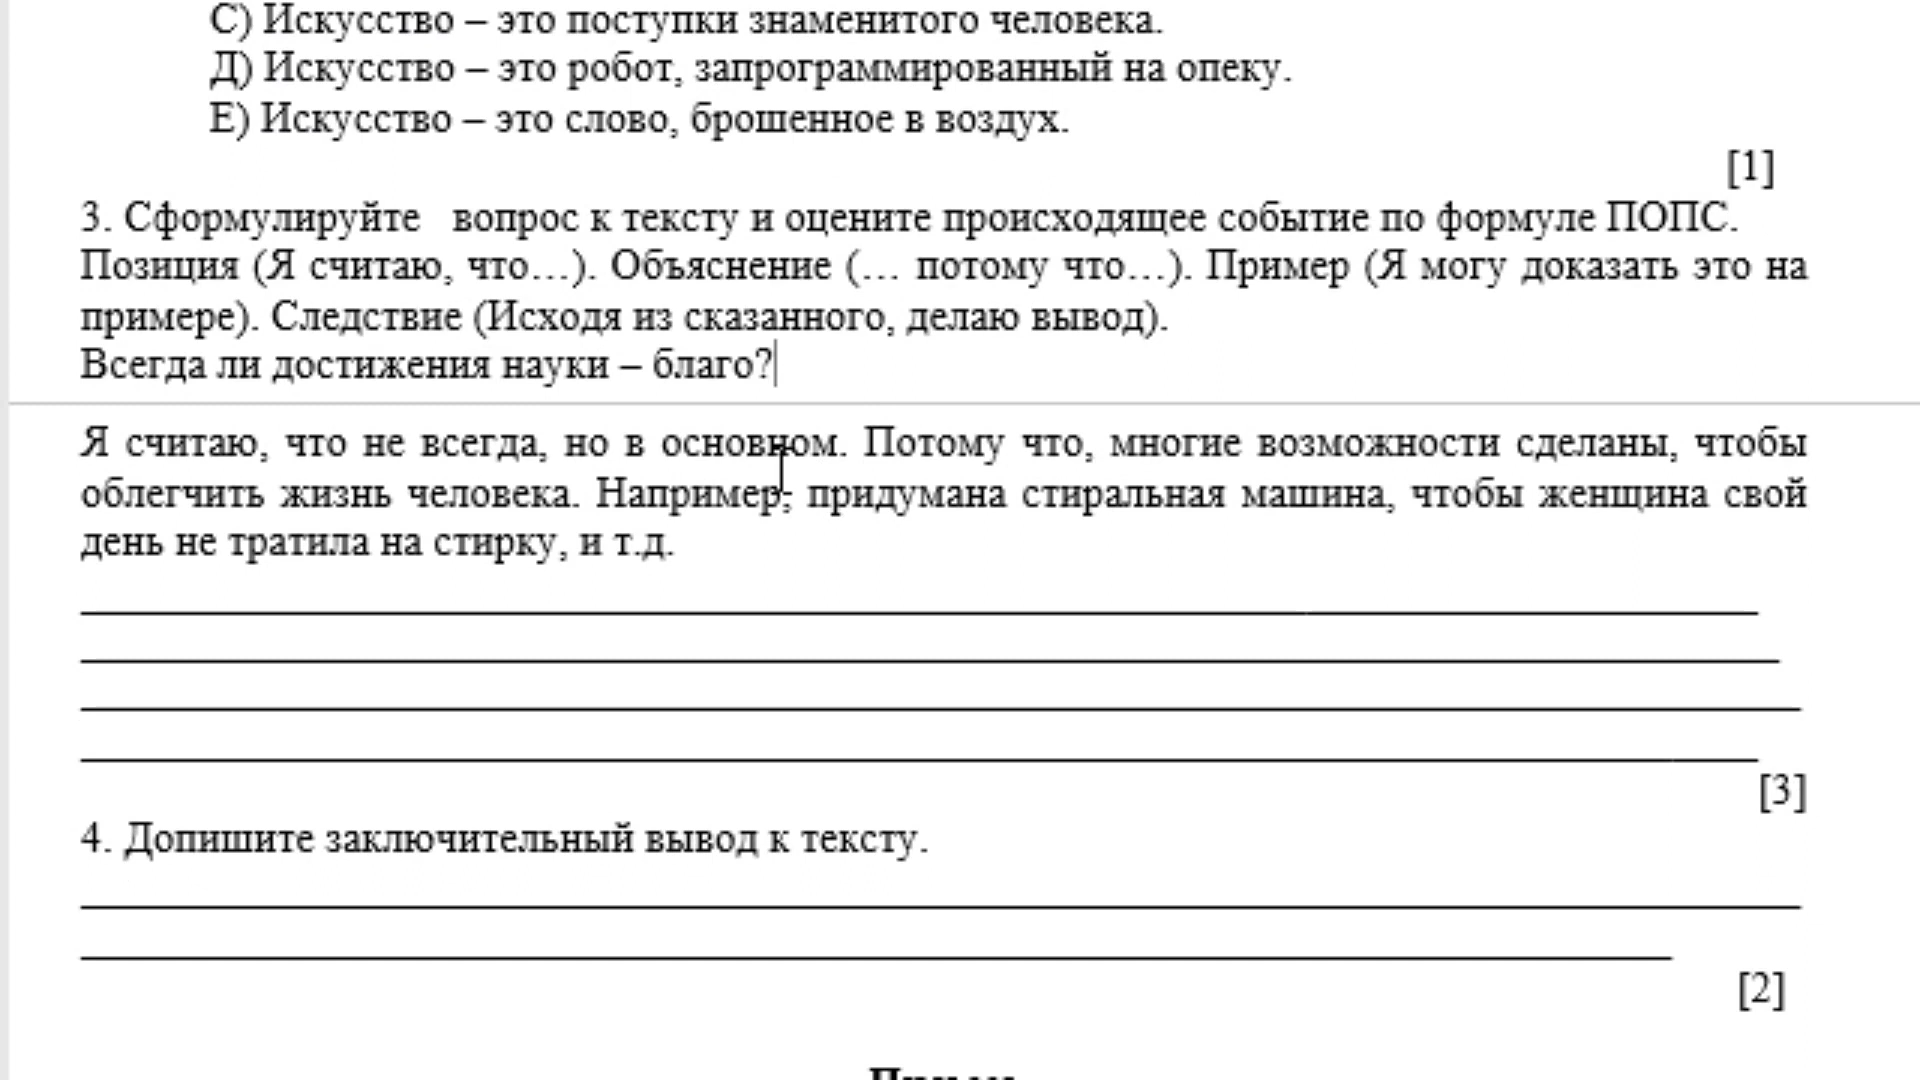 С) Искусство – это поступки знаменитого человека.
Д) Искусство – это робот, запрограммированный на опеку.
Е) Искусство – это слово, брошенное в воздух.
[1]
3. Сформулируйте вопрос к тексту и оцените происходящее событие по формуле ПОПС.
Позиция (Я считаю, что…). Объяснение (… потому что…). Пример (Я могу доказать это на
примере). Следствие (Исходя из сказанного, делаю вывод).
Всегда ли достижения науки – благо?
Я считаю, что не всегда, но в основном. Потому что, многие возможности сделаны, чтобы
облегчить жизнь человека. Например, придумана стиральная машина, чтобы женщина свой
день не тратила на стирку, и т.д.
[3]
4. Допишите заключительный вывод к тексту.
[2]